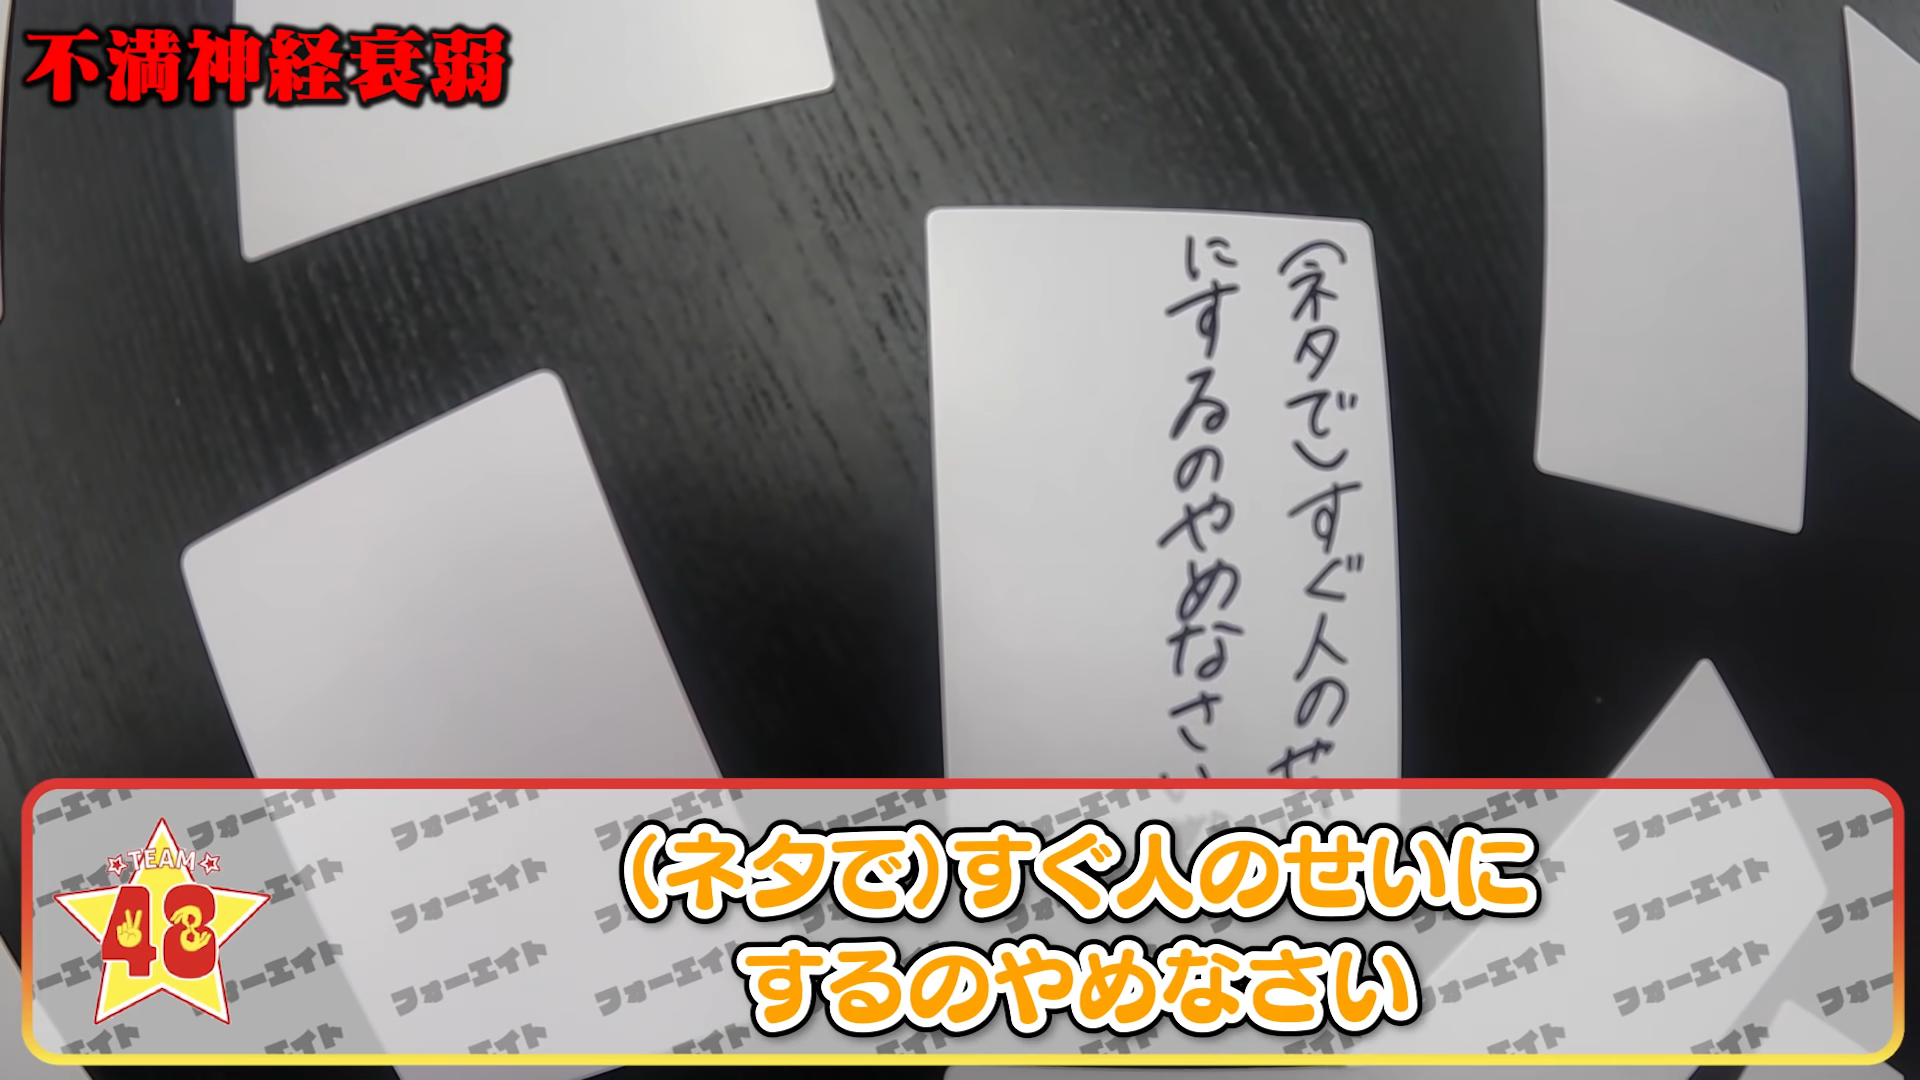 不満神経衰弱
(ネタで)すぐ人のせ
にするのやめなさい
TEAM
48
(ネタで)すぐ人のせいに
するのやめなさい
フォーエイト